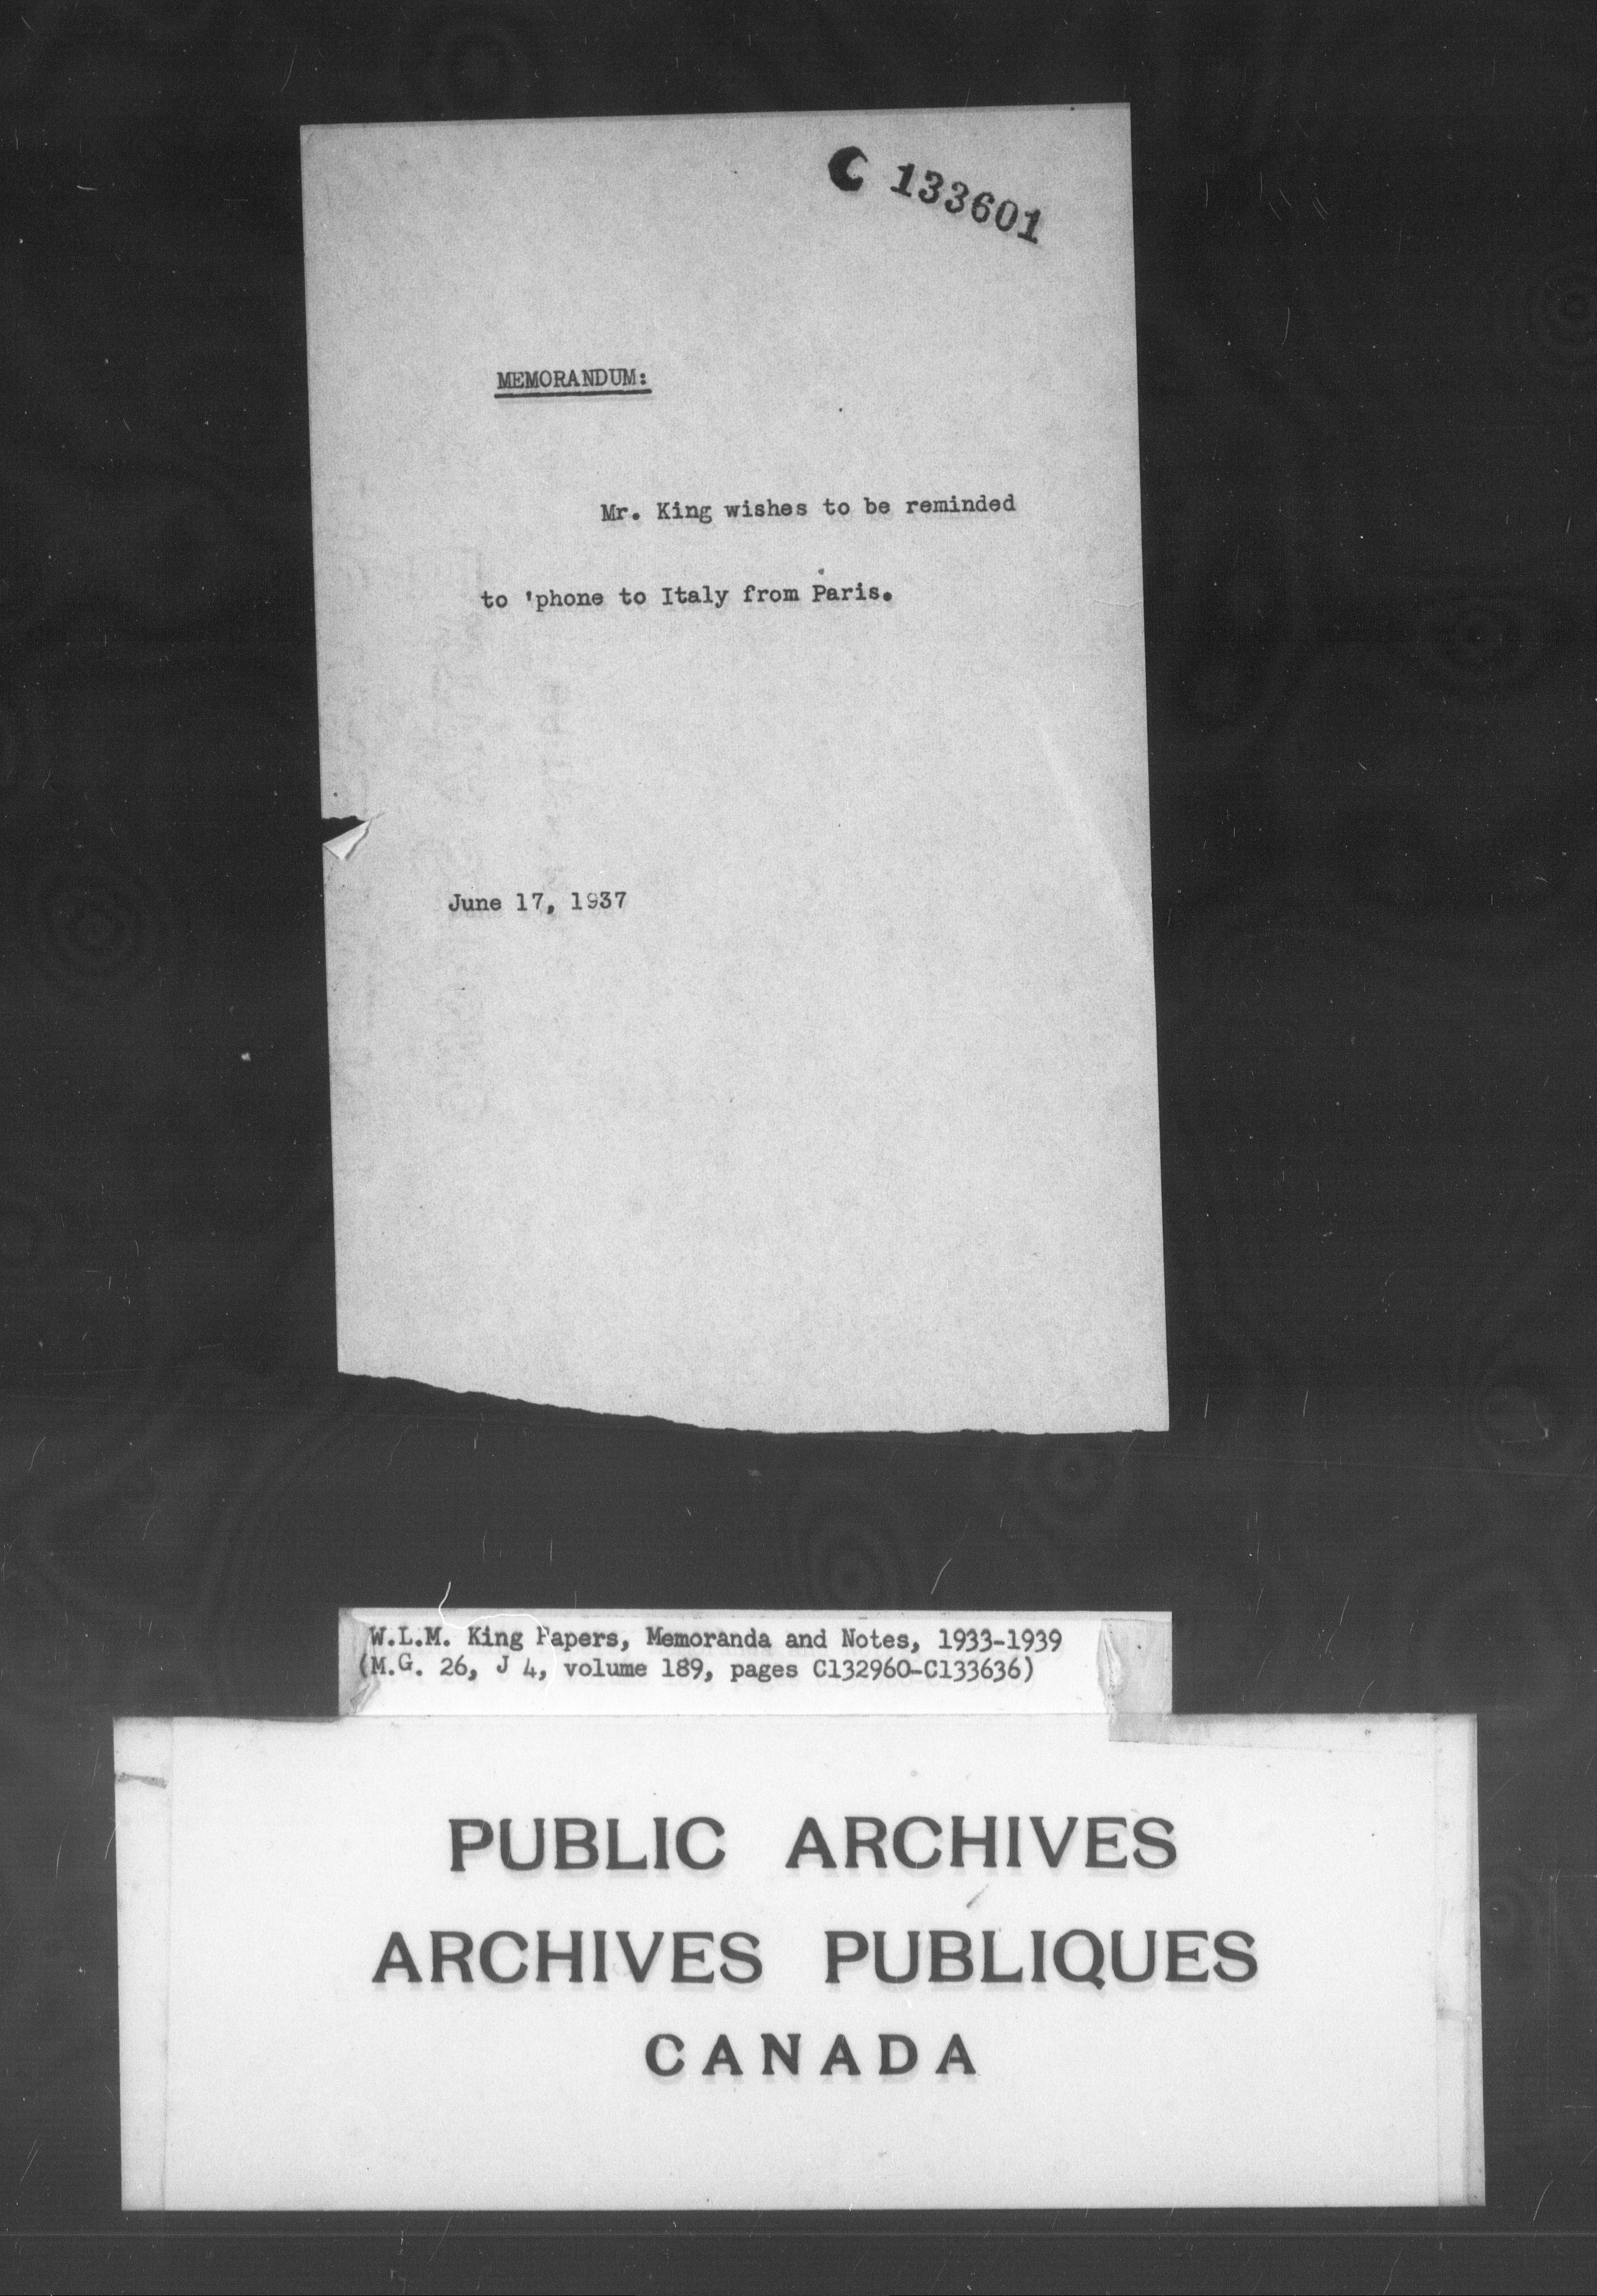 C 133601
MEMORANDUM:
Mr. King wishes to be reminded
to 'phone to Italy from Paris.
June 17, 1937
W.L.M. King Papers, Memoranda and Notes, 1933-1939
(M.G. 26, J 4, volume 189, pages C132960-C133636)
PUBLIC ARCHIVES
ARCHIVES PUBLIQUES
CANADA